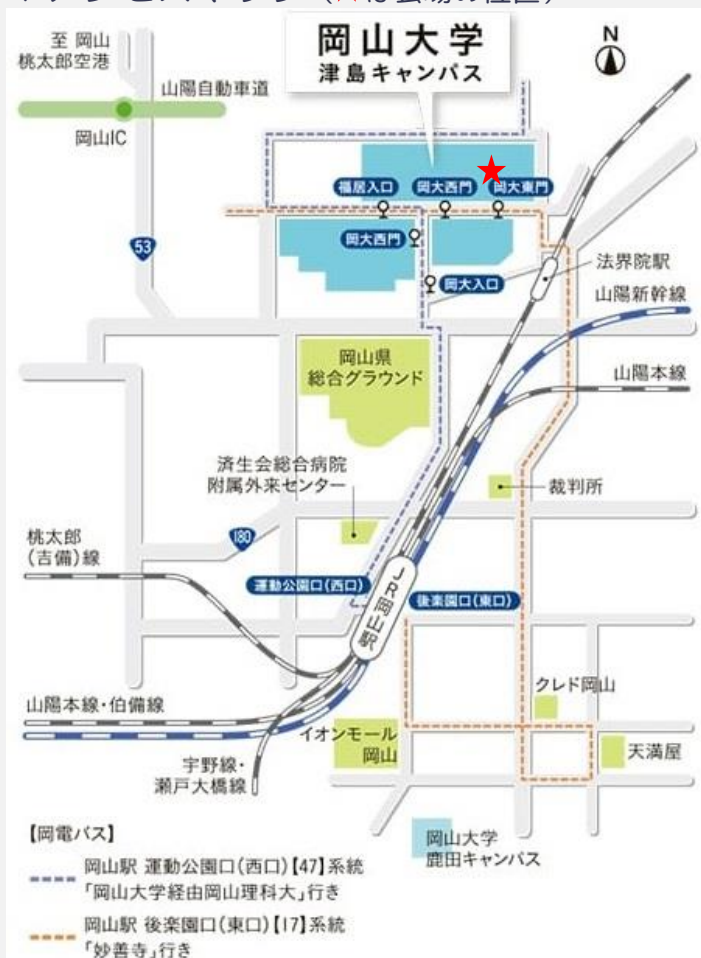 (★は会場の位置)
岡山大学
津島キャンパス
N
至 岡山
桃太郎空港
山陽自動車道
岡山IC
福居入口
岡大西門
岡大東門
53
岡大西門
岡大入口
法界院駅
山陽新幹線
岡山県
総合グラウンド
山陽本線
済生会総合病院
附属外来センター
裁判所
180
桃太郎
(吉備)線
運動公園口(西口)
JR岡山駅
後楽園口(東口)
クレド岡山
山陽本線・伯備線
イオンモール
岡山
天満屋
宇野線・
瀬戸大橋線
岡山大学
鹿田キャンパス
【岡電バス】
岡山駅 運動公園口(西口)【47】系統
「岡山大学経由岡山理科大」行き
岡山駅 後楽園口(東口)【17】系統
「妙善寺」行き